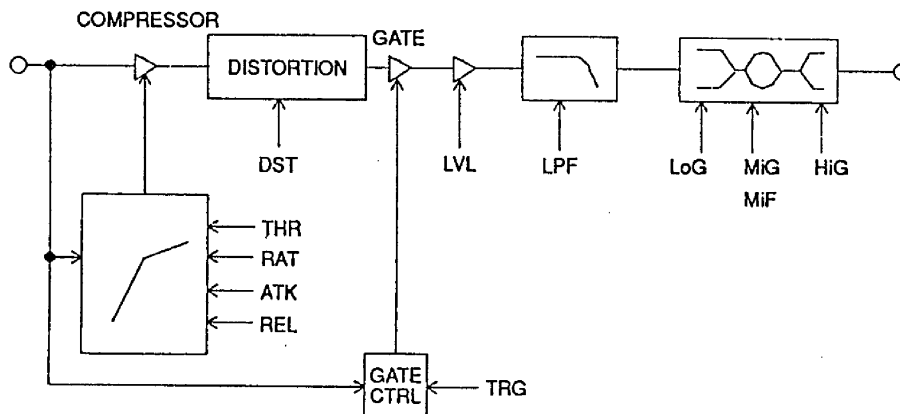 COMPRESSOR
GATE
DISTORTION
DST
LVL
LPF
LoG
MiG
HiG
MiF
THR
RAT
ATK
REL
GATE
CTRL
TRG